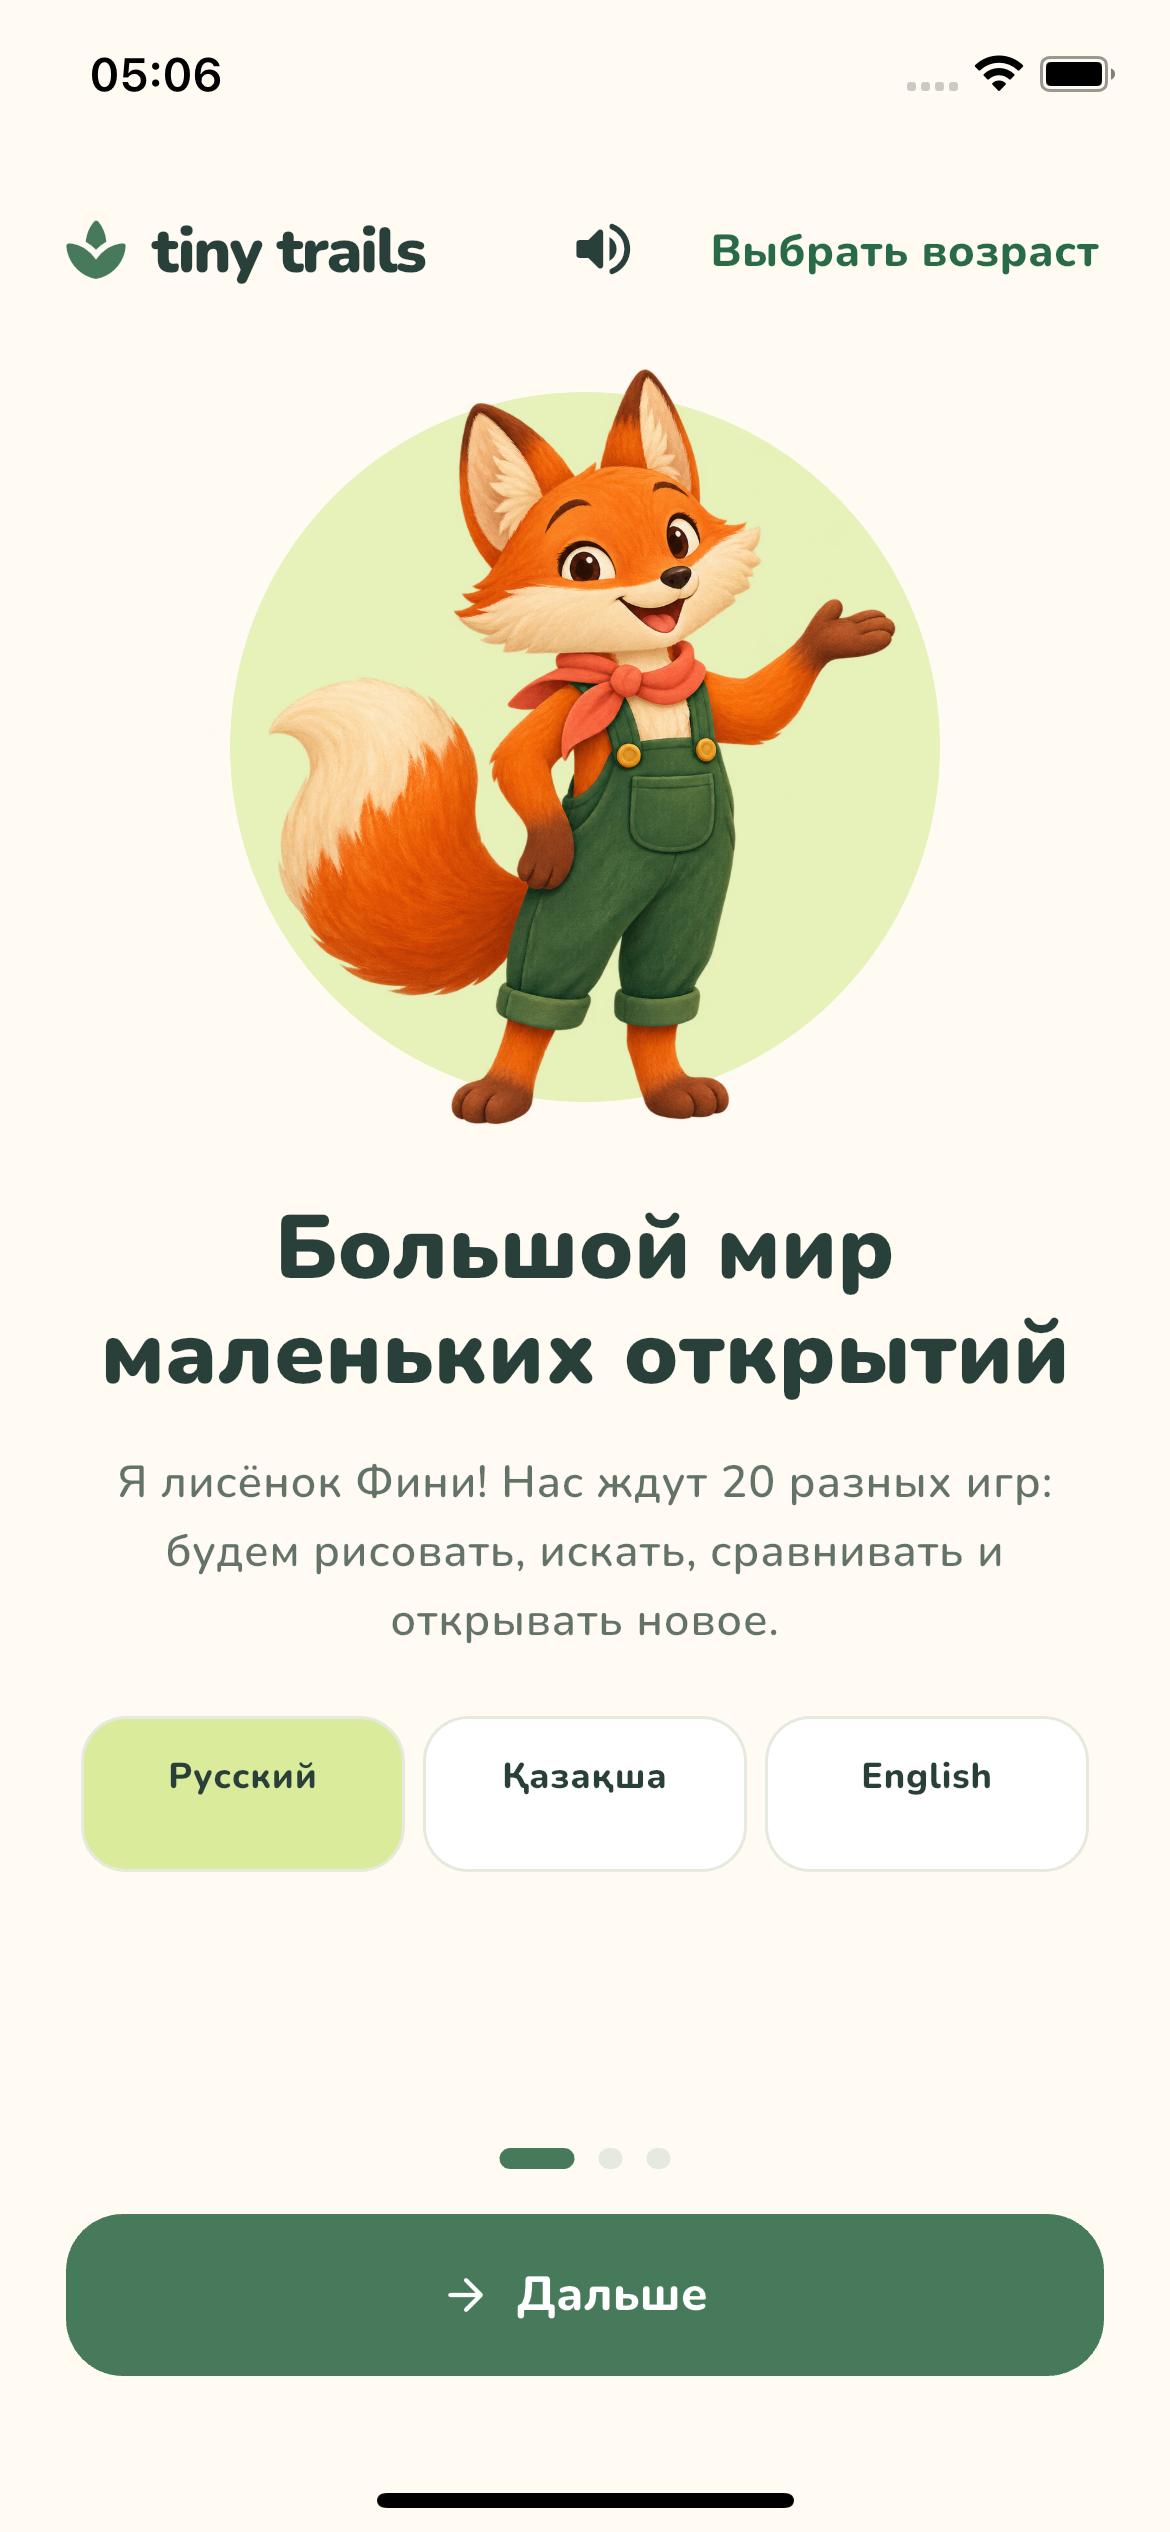 05:06
tiny trails
Выбрать возраст
Большой мир
маленьких открытий
Я лисёнок Фини! Нас ждут 20 разных игр:
будем рисовать, искать, сравнивать и
открывать новое.
Русский
Қазақша
English
Дальше